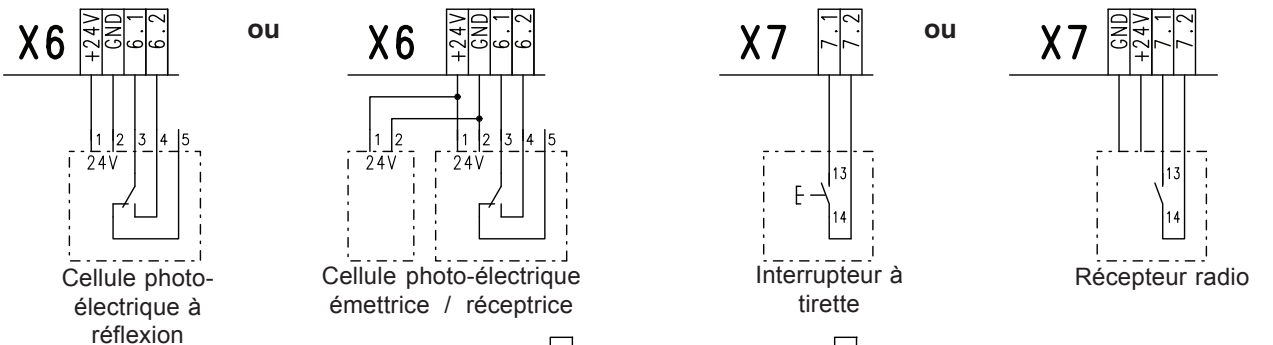 X6 +24V GND 6.1 6.2
ou
X6 +24V GND 6.1 6.2
X7 7.1 7.2
ou
X7 GND +24V 7.1 7.2
1 2 3 4 5
24V
1 2
24V
1 2 3 4 5
24V
13
14
13
14
Cellule photo-
électrique à
réflexion
Cellule photo-électrique
émettrice / réceptrice
Interrupteur à
tirette
Récepteur radio